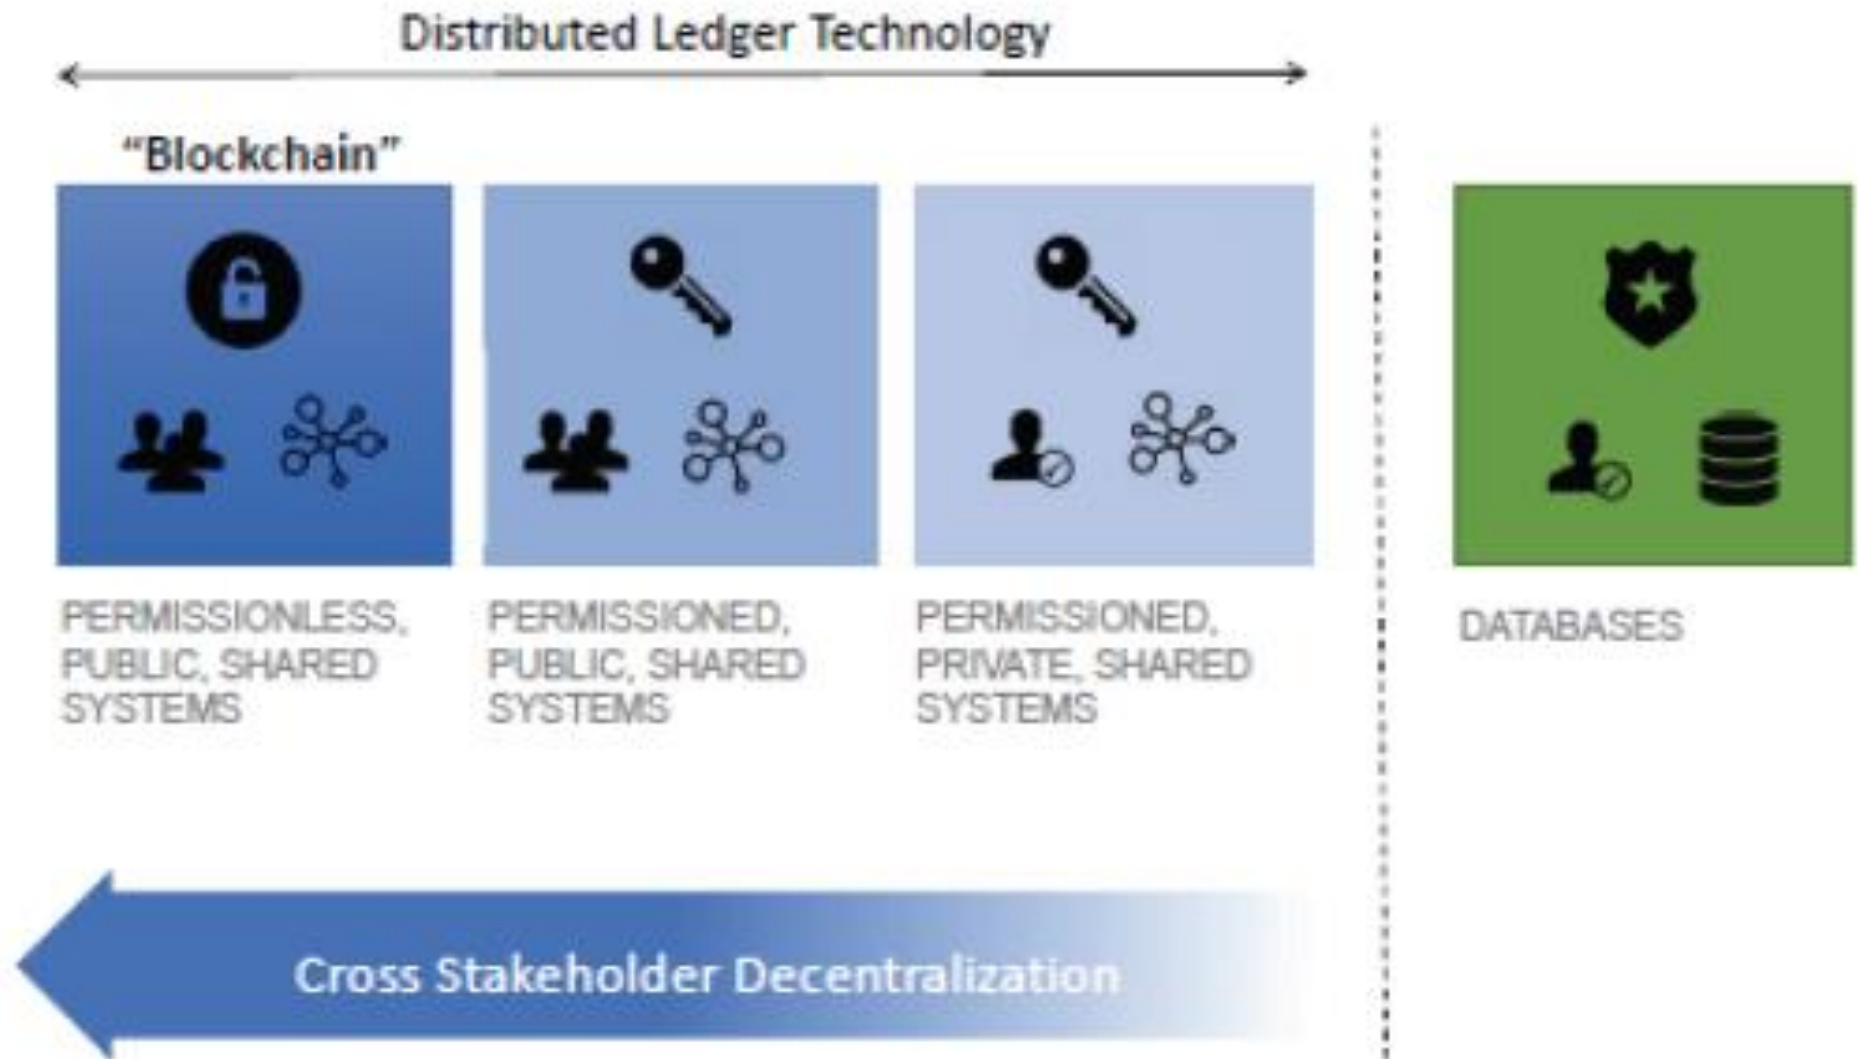 Distributed Ledger Technology
“Blockchain”
PERMISSIONLESS,
PUBLIC, SHARED
SYSTEMS
PERMISSIONED,
PUBLIC, SHARED
SYSTEMS
PERMISSIONED,
PRIVATE, SHARED
SYSTEMS
DATABASES
Cross Stakeholder Decentralization